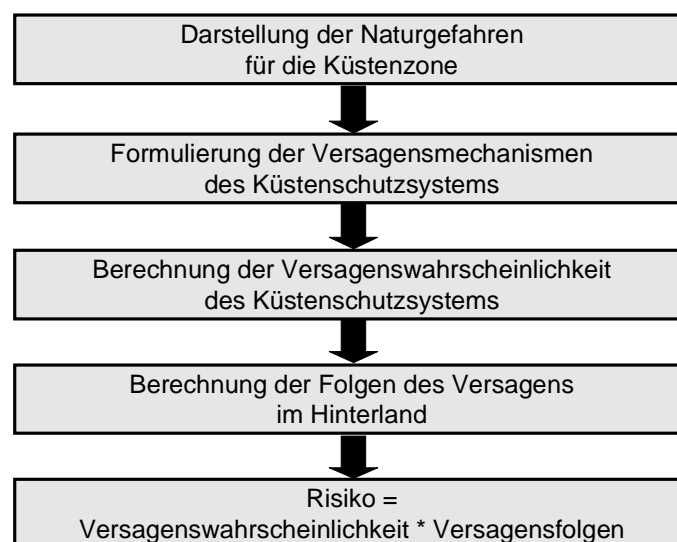 Darstellung der Naturgefahren
für die Küstenzone
Formulierung der Versagensmechanismen
des Küstenschutzsystems
Berechnung der Versagenswahrscheinlichkeit
des Küstenschutzsystems
Berechnung der Folgen des Versagens
im Hinterland
Risiko =
Versagenswahrscheinlichkeit * Versagensfolgen